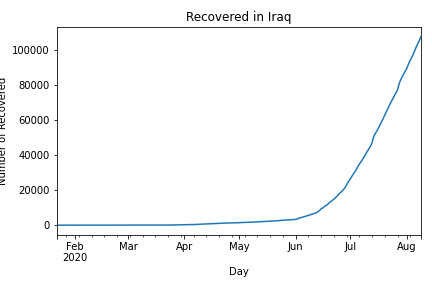 Recovered in Iraq
Number of Recovered
100000
80000
60000
40000
20000
0
Feb Mar Apr May Jun Jul Aug
2020
Day